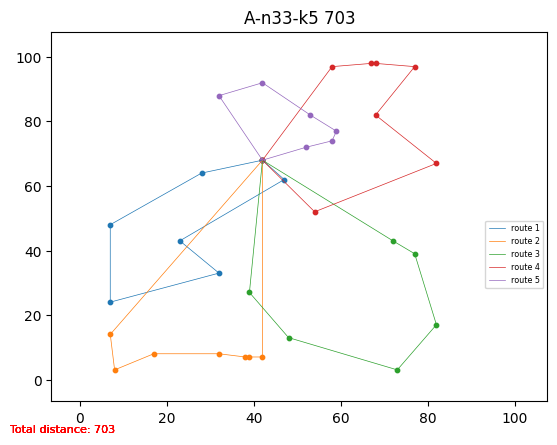 A-n33-k5 703
100
80
60
40
20
0
route 1
route 2
route 3
route 4
route 5
0 20 40 60 80 100
Total distance: 703